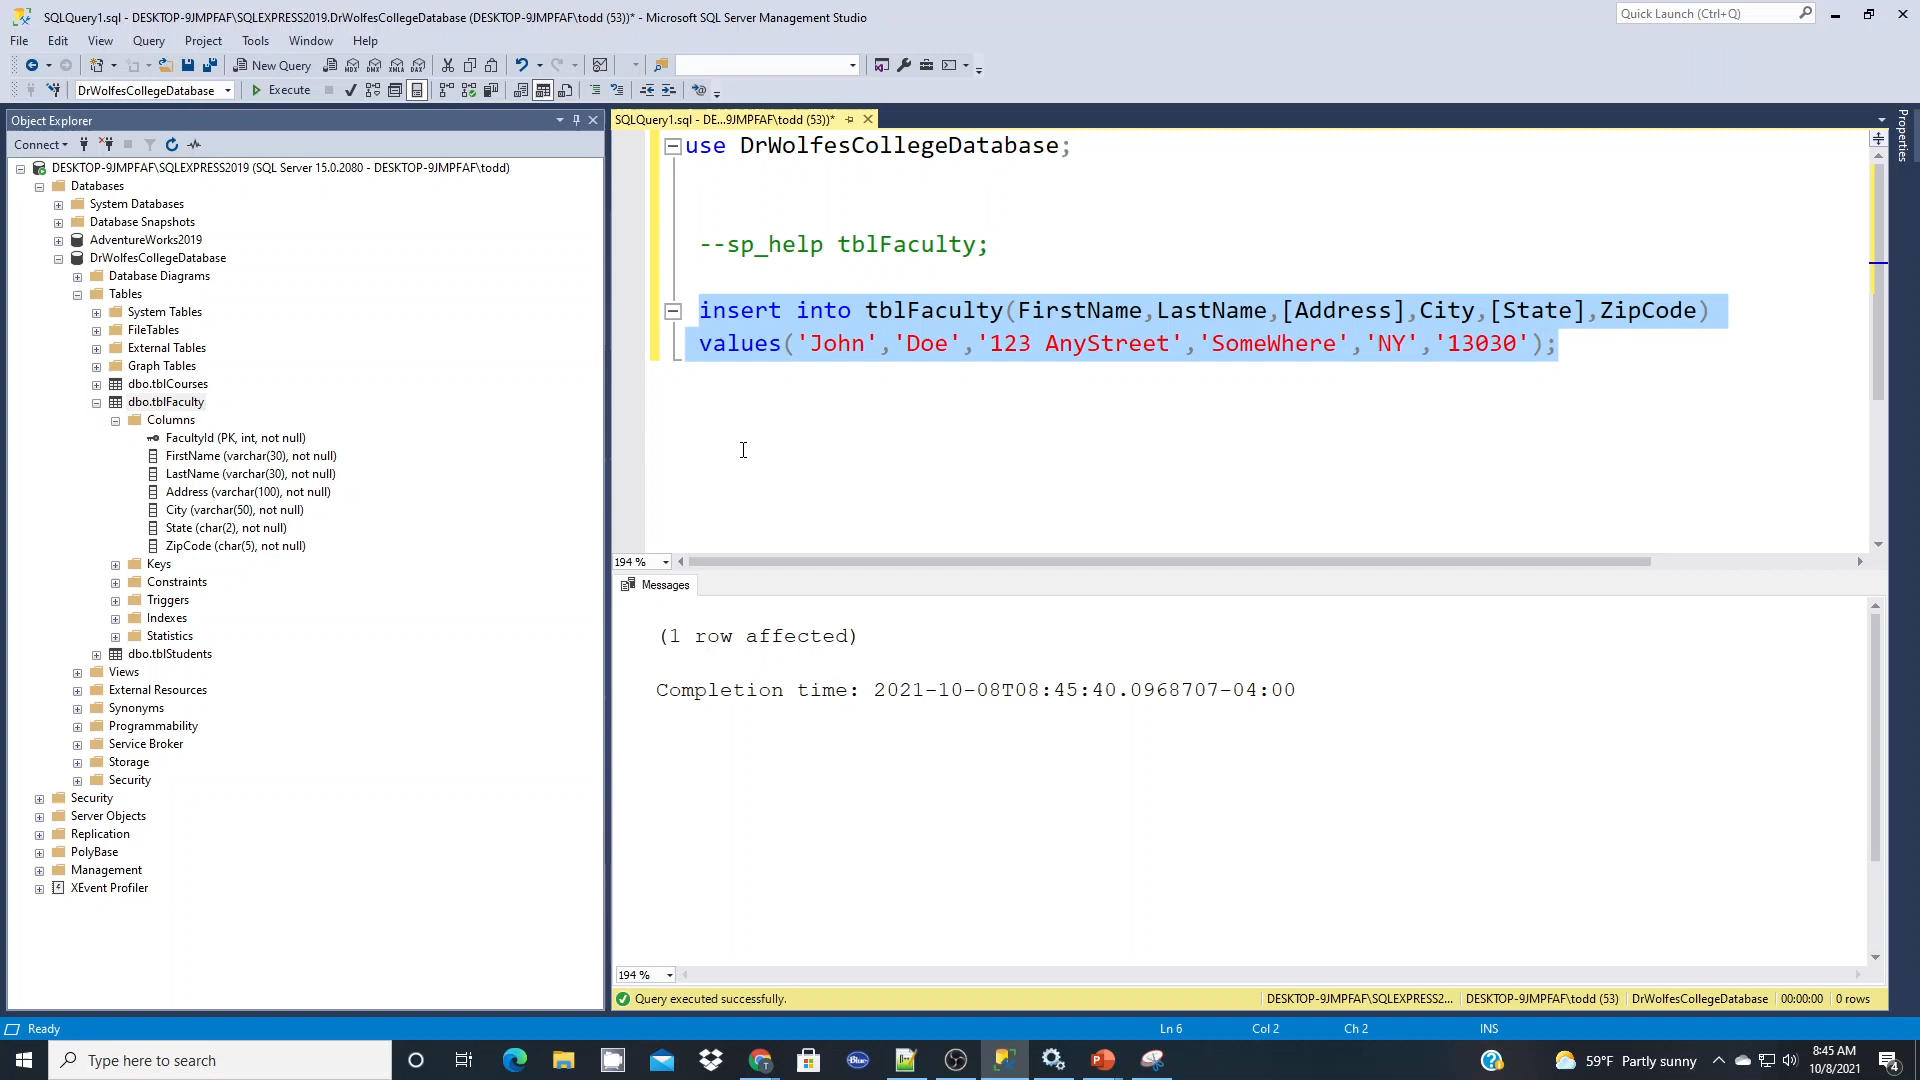 SQLQuery1.sql - DESKTOP-9JMPFAF\SQLEXPRESS2019.DrWolfesCollegeDatabase (DESKTOP-9JMPFAF\todd (53))* - Microsoft SQL Server Management Studio
Quick Launch (Ctrl+Q)
File Edit View Query Project Tools Window Help
New Query
MDX DMX XMLA DAX
DrWolfesCollegeDatabase
Execute
Object Explorer
Connect
DESKTOP-9JMPFAF\SQLEXPRESS2019 (SQL Server 15.0.2080 - DESKTOP-9JMPFAF\todd)
Databases
System Databases
Database Snapshots
AdventureWorks2019
DrWolfesCollegeDatabase
Database Diagrams
Tables
System Tables
FileTables
External Tables
Graph Tables
dbo.tblCourses
dbo.tblFaculty
Columns
FacultyId (PK, int, not null)
FirstName (varchar(30), not null)
LastName (varchar(30), not null)
Address (varchar(100), not null)
City (varchar(50), not null)
State (char(2), not null)
ZipCode (char(5), not null)
Keys
Constraints
Triggers
Indexes
Statistics
dbo.tblStudents
Views
External Resources
Synonyms
Programmability
Service Broker
Storage
Security
Security
Server Objects
Replication
PolyBase
Management
XEvent Profiler
SQLQuery1.sql - DE...9JMPFAF\todd (53))*
Properties
use DrWolfesCollegeDatabase;
--sp_help tblFaculty;
insert into tblFaculty(FirstName,LastName,[Address],City,[State],ZipCode)
values('John','Doe','123 AnyStreet','SomeWhere','NY','13030');
194 %
Messages
(1 row affected)
Completion time: 2021-10-08T08:45:40.0968707-04:00
194 %
Query executed successfully.
DESKTOP-9JMPFAF\SQLEXPRESS2... DESKTOP-9JMPFAF\todd (53) DrWolfesCollegeDatabase 00:00:00 0 rows
Ready
Ln 6 Col 2 Ch 2 INS
Type here to search
Blue
59°F Partly sunny
8:45 AM
10/8/2021
4